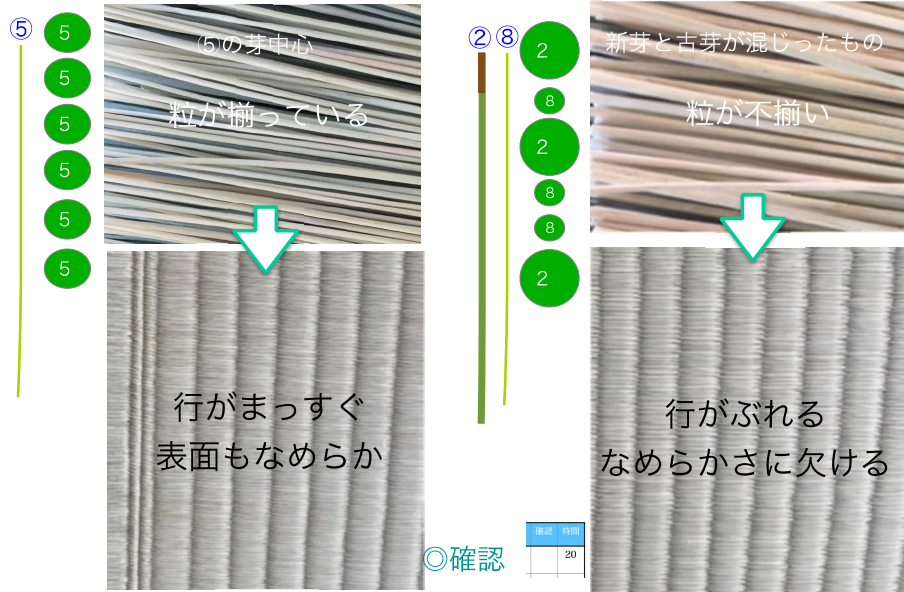 ⑤
5
5
5
5
5
5
⑤の芽中心
粒が揃っている
行がまっすぐ
表面もなめらか
② ⑧
2
8
2
8
8
2
新芽と古芽が混じったもの
粒が不揃い
行がぶれる
なめらかさに欠ける
◎確認
確認 時間
20